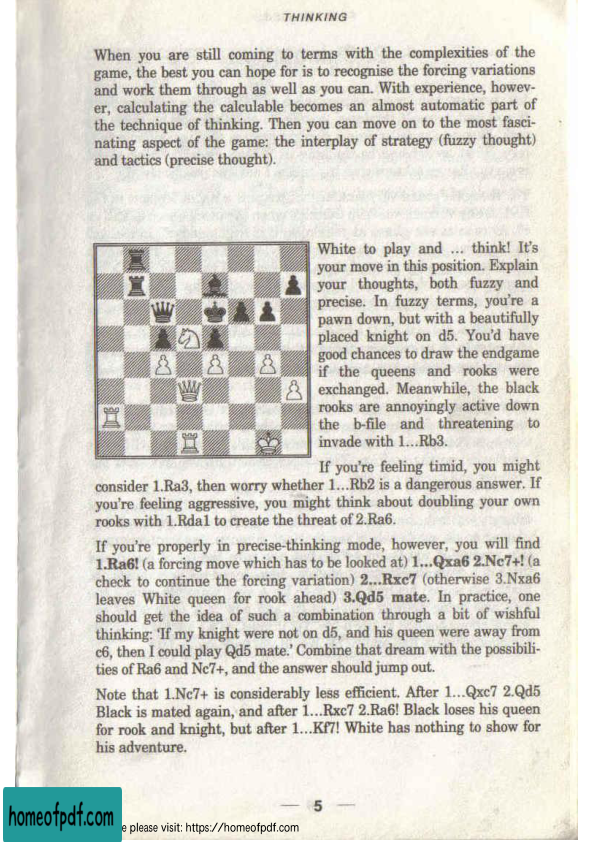 THINKING
When you are still coming to terms with the complexities of the
game, the best you can hope for is to recognise the forcing variations
and work them through as well as you can. With experience, howev-
er, calculating the calculable becomes an almost automatic part of
the technique of thinking. Then you can move on to the most fasci-
nating aspect of the game: the interplay of strategy (fuzzy thought)
and tactics (precise thought).
White to play and ... think! It's
your move in this position. Explain
your thoughts, both fuzzy and
precise. In fuzzy terms, you're a
pawn down, but with a beautifully
placed knight on d5. You'd have
good chances to draw the endgame
if the queens and rooks were
exchanged. Meanwhile, the black
rooks are annoyingly active down
the b-file and threatening to
invade with 1...Rb3.
If you're feeling timid, you might
consider 1.Ra3, then worry whether 1...Rb2 is a dangerous answer. If
you're feeling aggressive, you might think about doubling your own
rooks with 1.Rda1 to create the threat of 2.Ra6.
If you're properly in precise-thinking mode, however, you will find
1.Ra6! (a forcing move which has to be looked at) 1...Qxa6 2.Nc7+! (a
check to continue the forcing variation) 2...Rxc7 (otherwise 3.Nxa6
leaves White queen for rook ahead) 3.Qd5 mate. In practice, one
should get the idea of such a combination through a bit of wishful
thinking: 'If my knight were not on d5, and his queen were away from
c6, then I could play Qd5 mate.' Combine that dream with the possibili-
ties of Ra6 and Nc7+, and the answer should jump out.
Note that 1.Nc7+ is considerably less efficient. After 1...Qxc7 2.Qd5
Black is mated again, and after 1...Rxc7 2.Ra6! Black loses his queen
for rook and knight, but after 1...Kf7! White has nothing to show for
his adventure.
— 5 —
homeofpdf.com
e please visit: https://homeofpdf.com